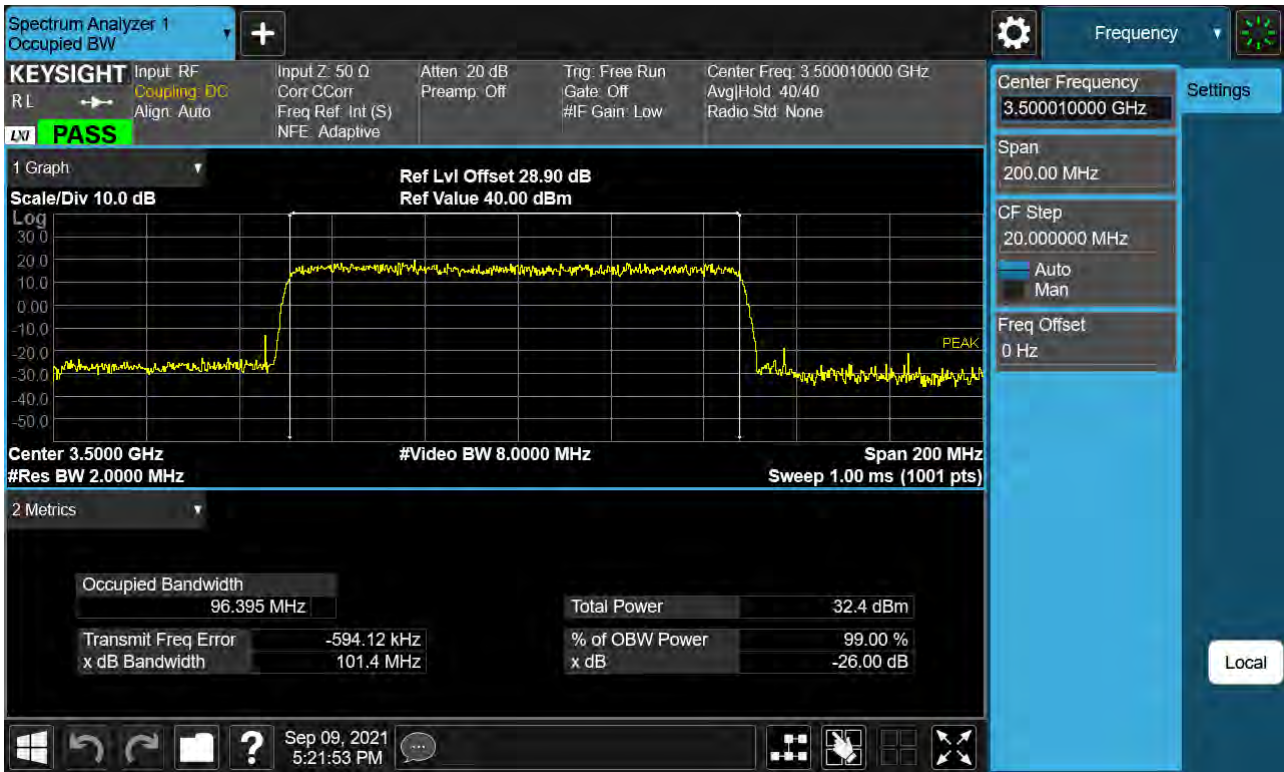 Spectrum Analyzer 1
Occupied BW
Frequency
KEYSIGHT
R L
LXI
PASS
Input: RF
Coupling: DC
Align: Auto
Input Z: 50 Ω
Corr CCorr
Freq Ref: Int (S)
NFE: Adaptive
Atten: 20 dB
Preamp: Off
Trig: Free Run
Gate: Off
#IF Gain: Low
Center Freq: 3.500010000 GHz
Avg|Hold: 40/40
Radio Std: None
Center Frequency
3.500010000 GHz
Settings
Span
200.00 MHz
CF Step
20.000000 MHz
Auto
Man
Freq Offset
0 Hz
Local
1 Graph
Scale/Div 10.0 dB
Ref Lvl Offset 28.90 dB
Ref Value 40.00 dBm
Log
30.0
20.0
10.0
0.00
-10.0
-20.0
-30.0
-40.0
-50.0
PEAK
Center 3.5000 GHz
#Video BW 8.0000 MHz
Span 200 MHz
#Res BW 2.0000 MHz
Sweep 1.00 ms (1001 pts)
2 Metrics
Occupied Bandwidth
96.395 MHz
Total Power 32.4 dBm
Transmit Freq Error -594.12 kHz
% of OBW Power 99.00 %
x dB Bandwidth 101.4 MHz
x dB -26.00 dB
?
Sep 09, 2021
5:21:53 PM